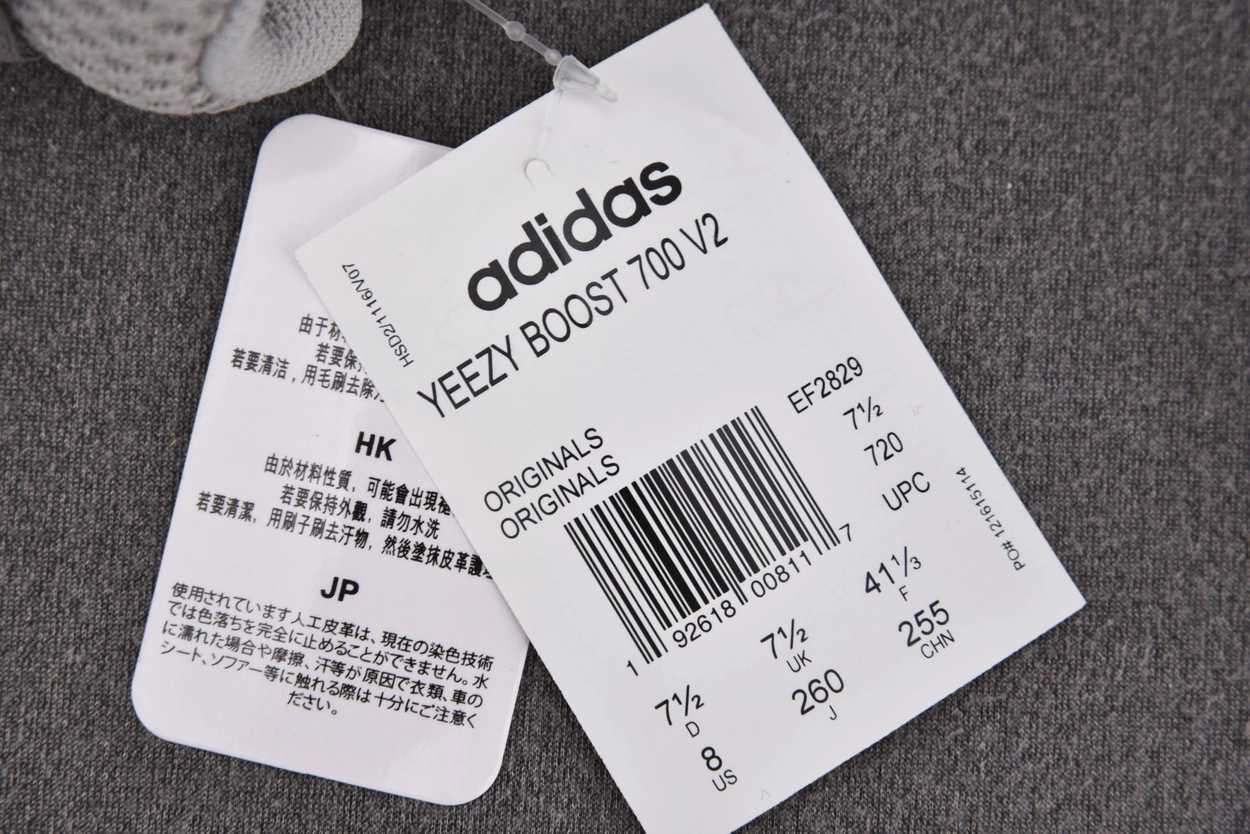 adidas
YEEZY BOOST 700 V2
HSD2/1116/V07
ORIGINALS
ORIGINALS
EF2829
7½
720
UPC
PO# 1216151114
1 92618 00811 7
7½ D
7½ UK
41⅓ F
8 US
260 J
255 CHN
由于材
若要保
若要清洁，用毛刷去除
HK
由於材料性質，可能會出現褪
若要保持外觀，請勿水洗
若要清潔，用刷子刷去汙物，然後塗抹皮革護
JP
使用されています人工皮革は、現在の染色技術
では色落ちを完全に止めることができません。水
に濡れた場合や摩擦、汗等が原因で衣類、車の
シート、ソファー等に触れる際は十分にご注意く
ださい。